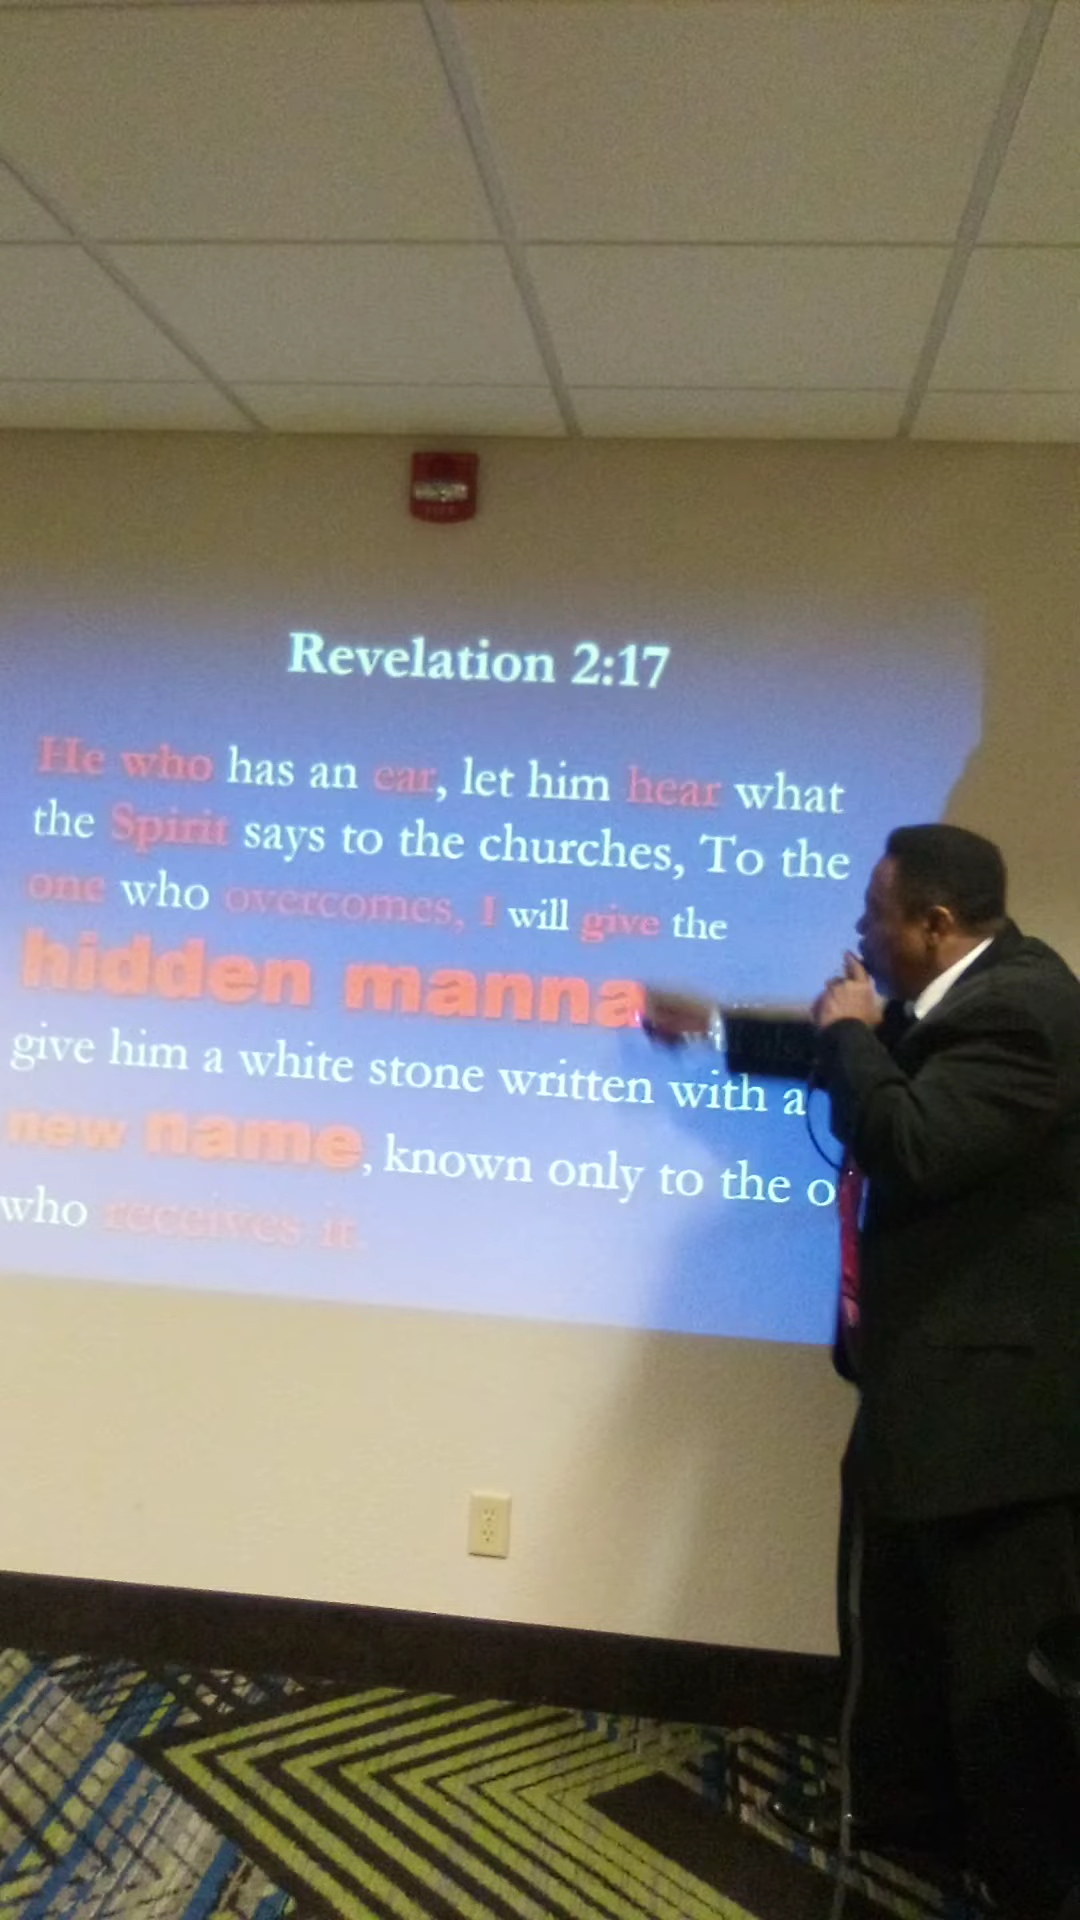 Revelation 2:17
He who has an ear, let him hear what
the Spirit says to the churches, To the
one who overcomes, I will give the
hidden manna
give him a white stone written with a
new name, known only to the o
who receives it.